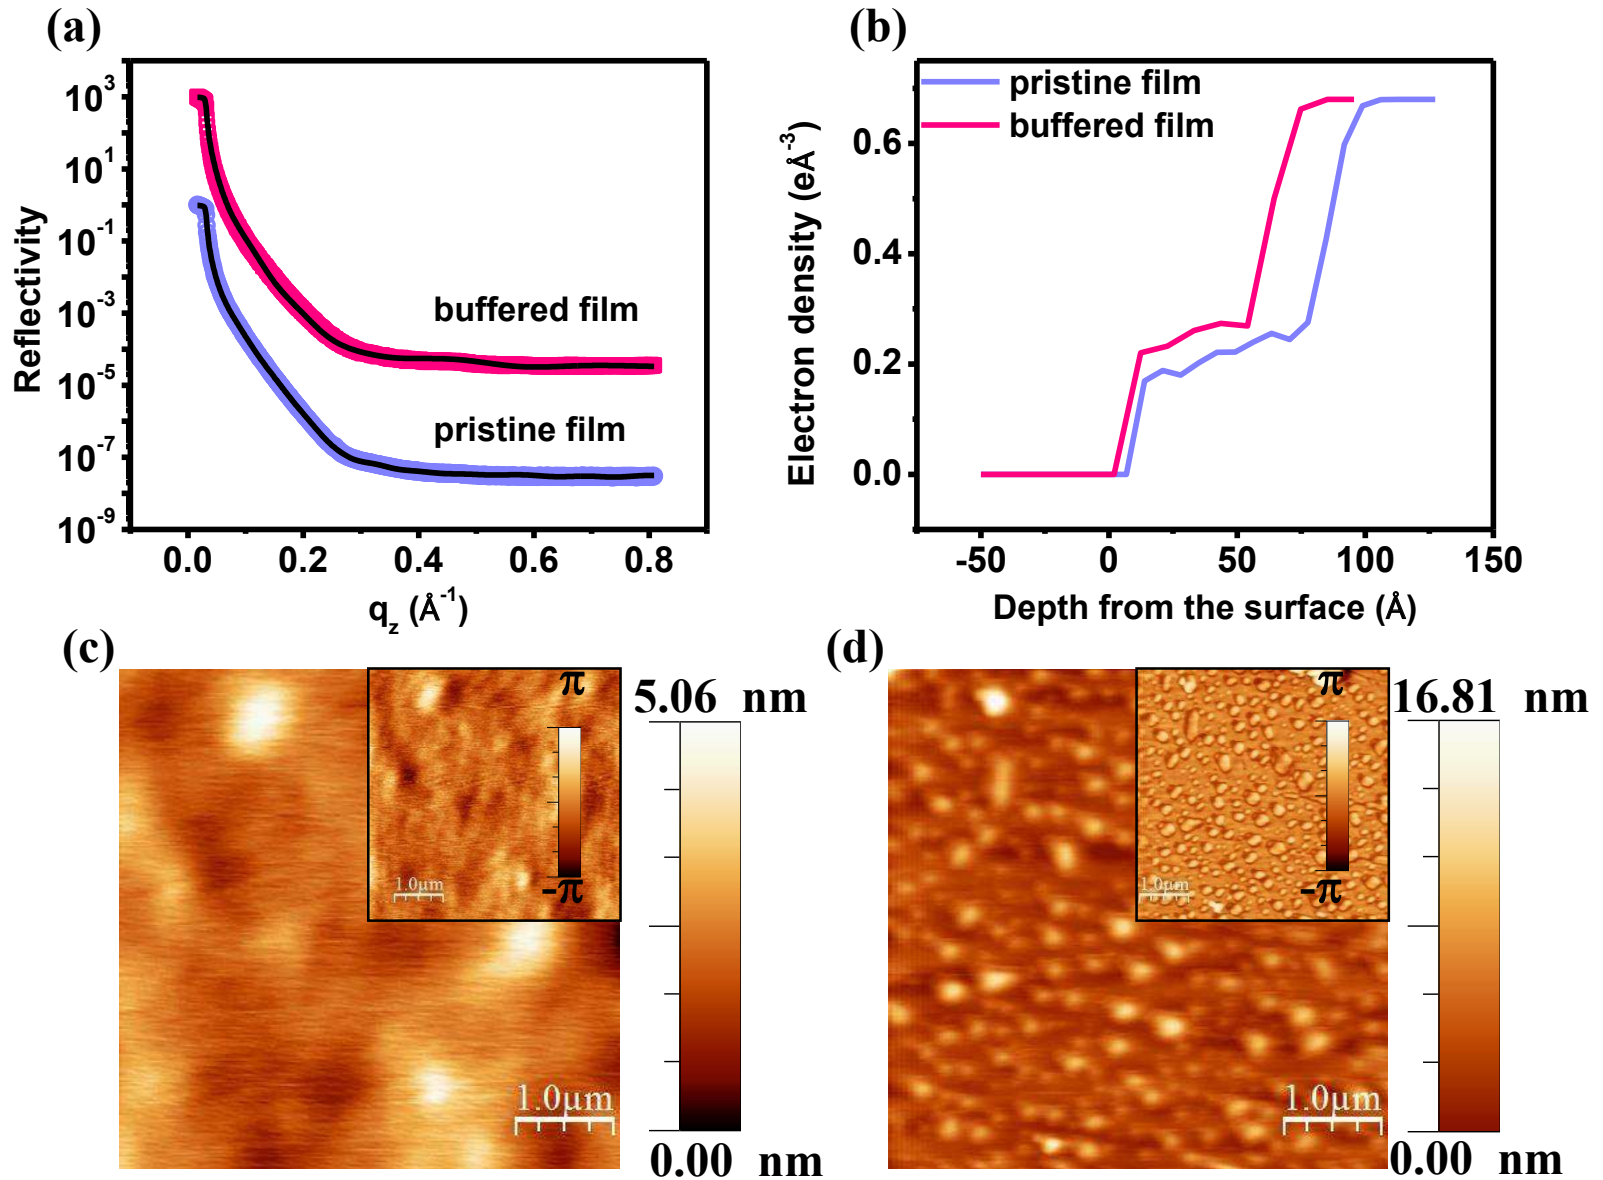 (a)
10^3
10^1
10^-1
10^-3
10^-5
10^-7
10^-9
Reflectivity
buffered film
pristine film
0.0 0.2 0.4 0.6 0.8
q_z (Å^-1)
(b)
pristine film
buffered film
0.6
0.4
0.2
0.0
Electron density (eÅ^-3)
-50 0 50 100 150
Depth from the surface (Å)
(c)
π
-π
1.0µm
1.0µm
5.06 nm
0.00 nm
(d)
π
-π
1.0µm
1.0µm
16.81 nm
0.00 nm